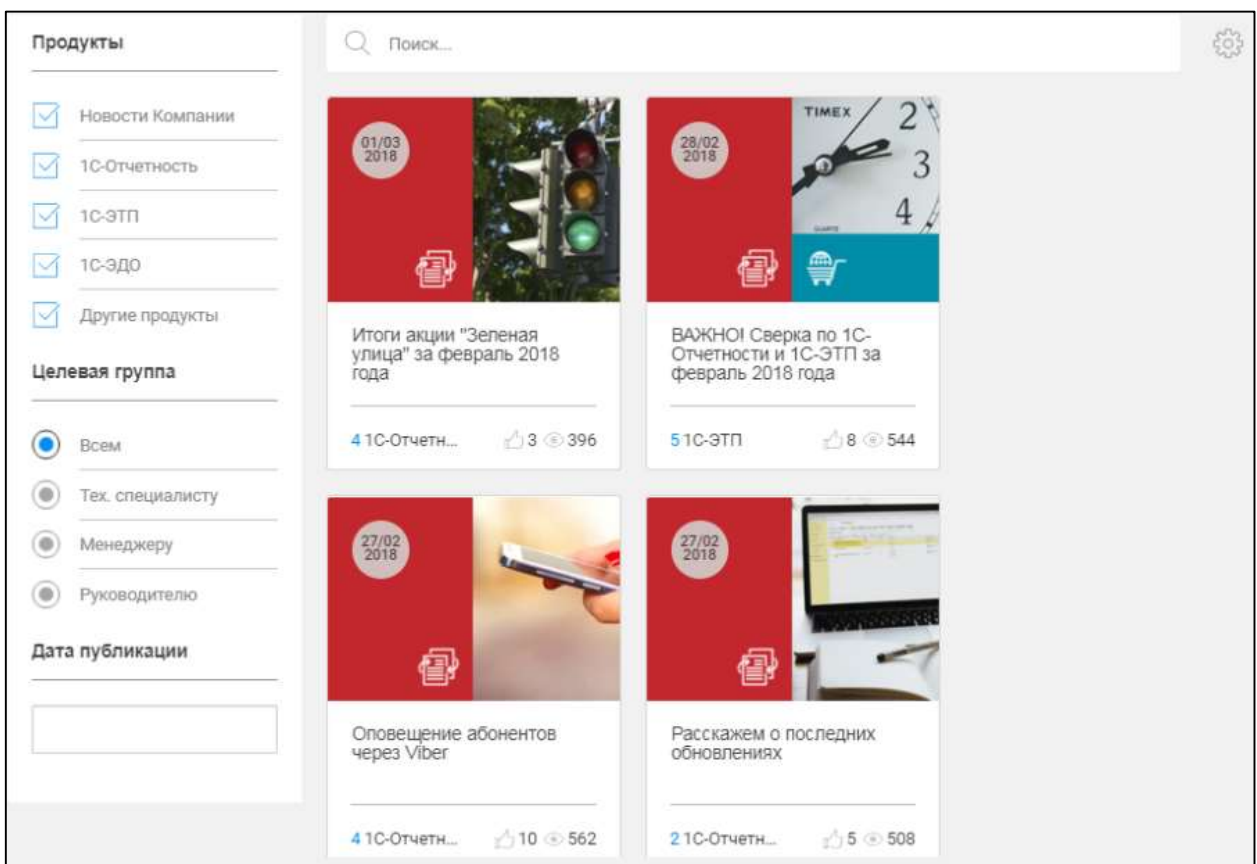 Продукты
Новости Компании
1С-Отчетность
1С-ЭТП
1С-ЭДО
Другие продукты
Целевая группа
Всем
Тех. специалисту
Менеджеру
Руководителю
Дата публикации
Поиск...
01/03
2018
Итоги акции "Зеленая
улица" за февраль 2018
года
4 1С-Отчетн... 3 396
28/02
2018
TIMEX
2
3
4
QUARTZ
ВАЖНО! Сверка по 1С-
Отчетности и 1С-ЭТП за
февраль 2018 года
5 1С-ЭТП 8 544
27/02
2018
Оповещение абонентов
через Viber
4 1С-Отчетн... 10 562
27/02
2018
Расскажем о последних
обновлениях
2 1С-Отчетн... 5 508